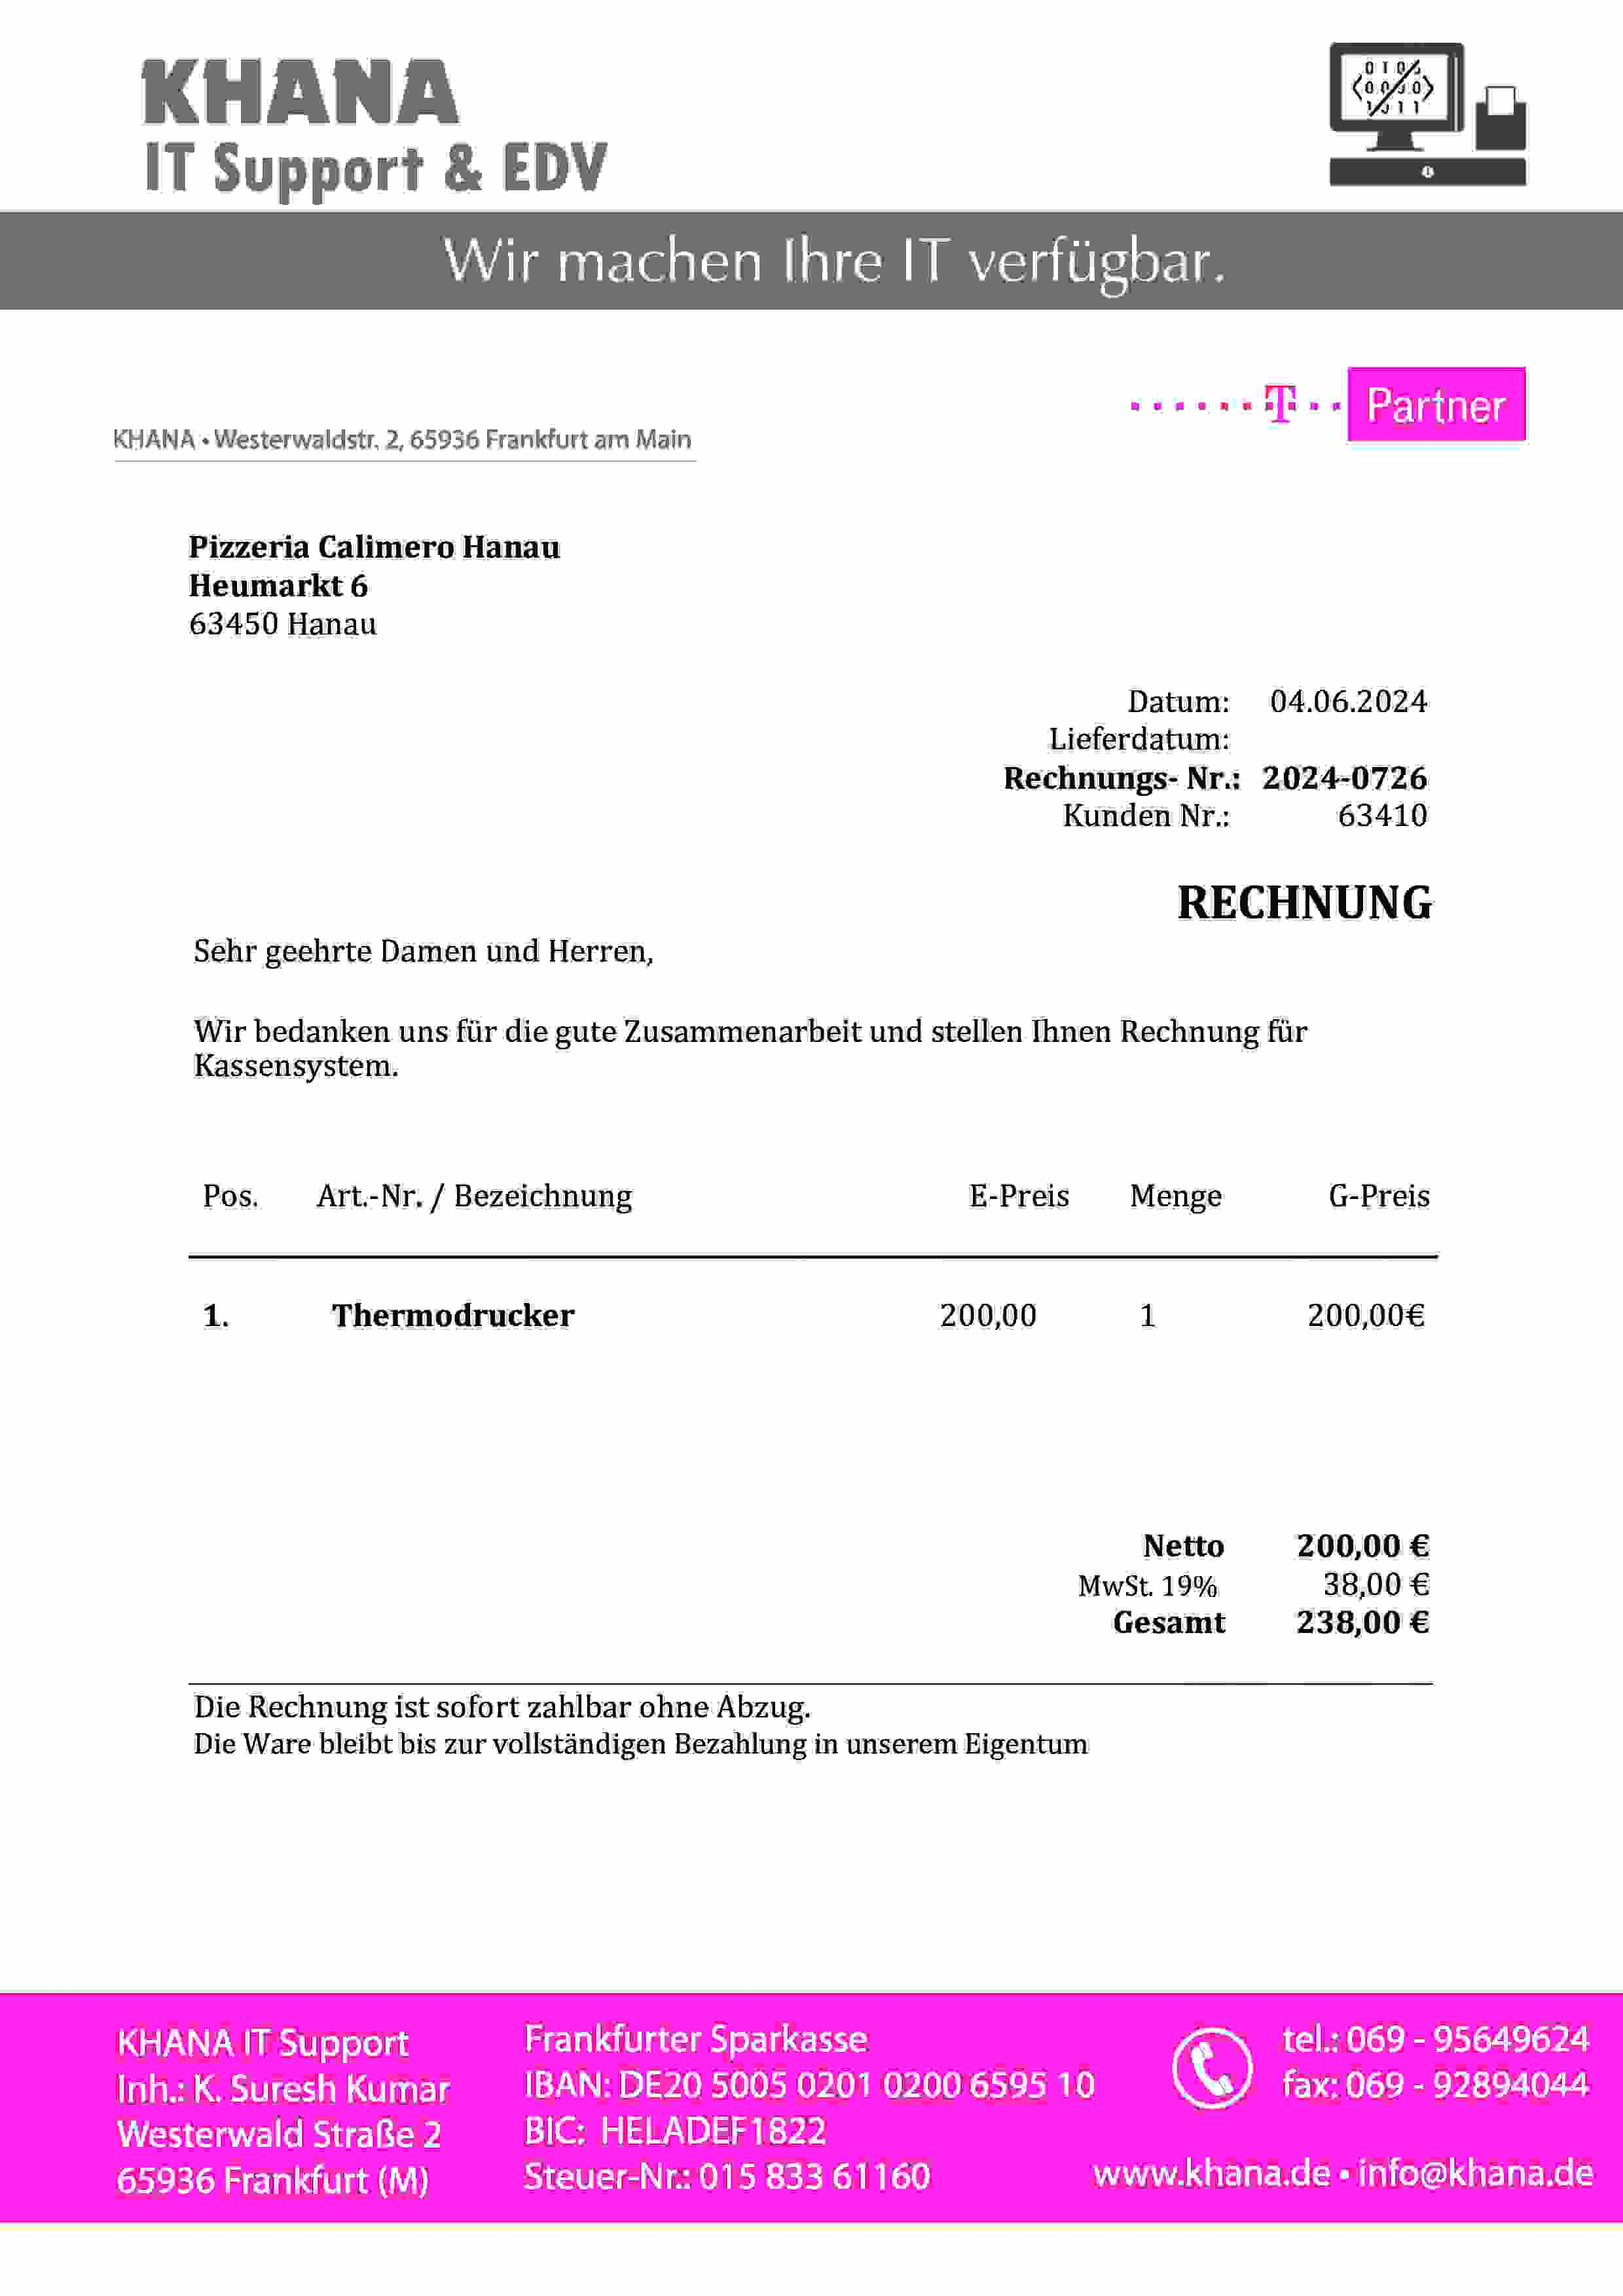 KHANA
IT Support & EDV
Wir machen Ihre IT verfügbar.
T Partner
KHANA • Westerwaldstr. 2, 65936 Frankfurt am Main
Pizzeria Calimero Hanau
Heumarkt 6
63450 Hanau
Datum: 04.06.2024
Lieferdatum:
Rechnungs- Nr.: 2024-0726
Kunden Nr.: 63410
RECHNUNG
Sehr geehrte Damen und Herren,
Wir bedanken uns für die gute Zusammenarbeit und stellen Ihnen Rechnung für
Kassensystem.
Pos. Art.-Nr. / Bezeichnung E-Preis Menge G-Preis
1. Thermodrucker 200,00 1 200,00€
Netto 200,00 €
MwSt. 19% 38,00 €
Gesamt 238,00 €
Die Rechnung ist sofort zahlbar ohne Abzug.
Die Ware bleibt bis zur vollständigen Bezahlung in unserem Eigentum
KHANA IT Support
Inh.: K. Suresh Kumar
Westerwald Straße 2
65936 Frankfurt (M)
Frankfurter Sparkasse
IBAN: DE20 5005 0201 0200 6595 10
BIC: HELADEF1822
Steuer-Nr.: 015 833 61160
tel.: 069 - 95649624
fax: 069 - 92894044
www.khana.de • info@khana.de